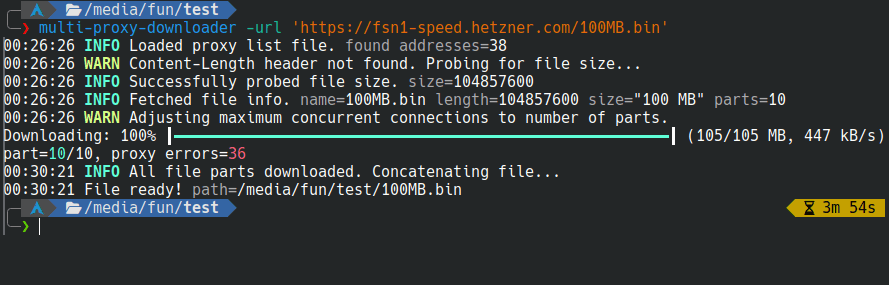 /media/fun/test
❯ multi-proxy-downloader -url 'https://fsn1-speed.hetzner.com/100MB.bin'
00:26:26 INFO Loaded proxy list file. found addresses=38
00:26:26 WARN Content-Length header not found. Probing for file size...
00:26:26 INFO Successfully probed file size. size=104857600
00:26:26 INFO Fetched file info. name=100MB.bin length=104857600 size="100 MB" parts=10
00:26:26 WARN Adjusting maximum concurrent connections to number of parts.
Downloading: 100% (105/105 MB, 447 kB/s)
part=10/10, proxy errors=36
00:30:21 INFO All file parts downloaded. Concatenating file...
00:30:21 File ready! path=/media/fun/test/100MB.bin
/media/fun/test 3m 54s
❯